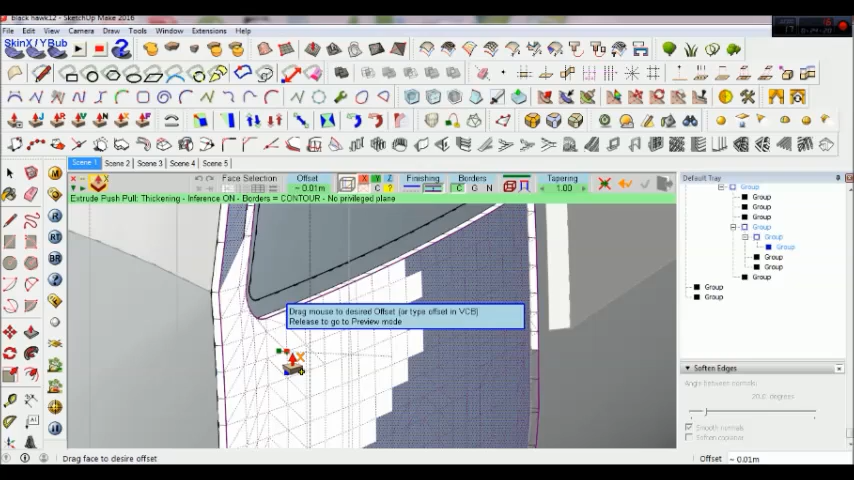 black hawk12 - SketchUp Make 2016
File Edit View Camera Draw Tools Window Extensions Help
SkinX / YBub
Scene 1 Scene 2 Scene 3 Scene 4 Scene 5
Face Selection Offset Finishing Borders Tapering
~ 0.01m C G N 1.00
Extrude Push Pull: Thickening - Inference ON - Borders = CONTOUR - No privileged plane
Drag mouse to desired Offset (or type offset in VCB)
Release to go to Preview mode
Default Tray
Group
Group
Group
Group
Group
Group
Group
Group
Group
Group
Group
Group
Soften Edges
Angle between normals
20.0 degrees
Smooth normals
Soften coplanar
Drag face to desire offset
Offset ~ 0.01m